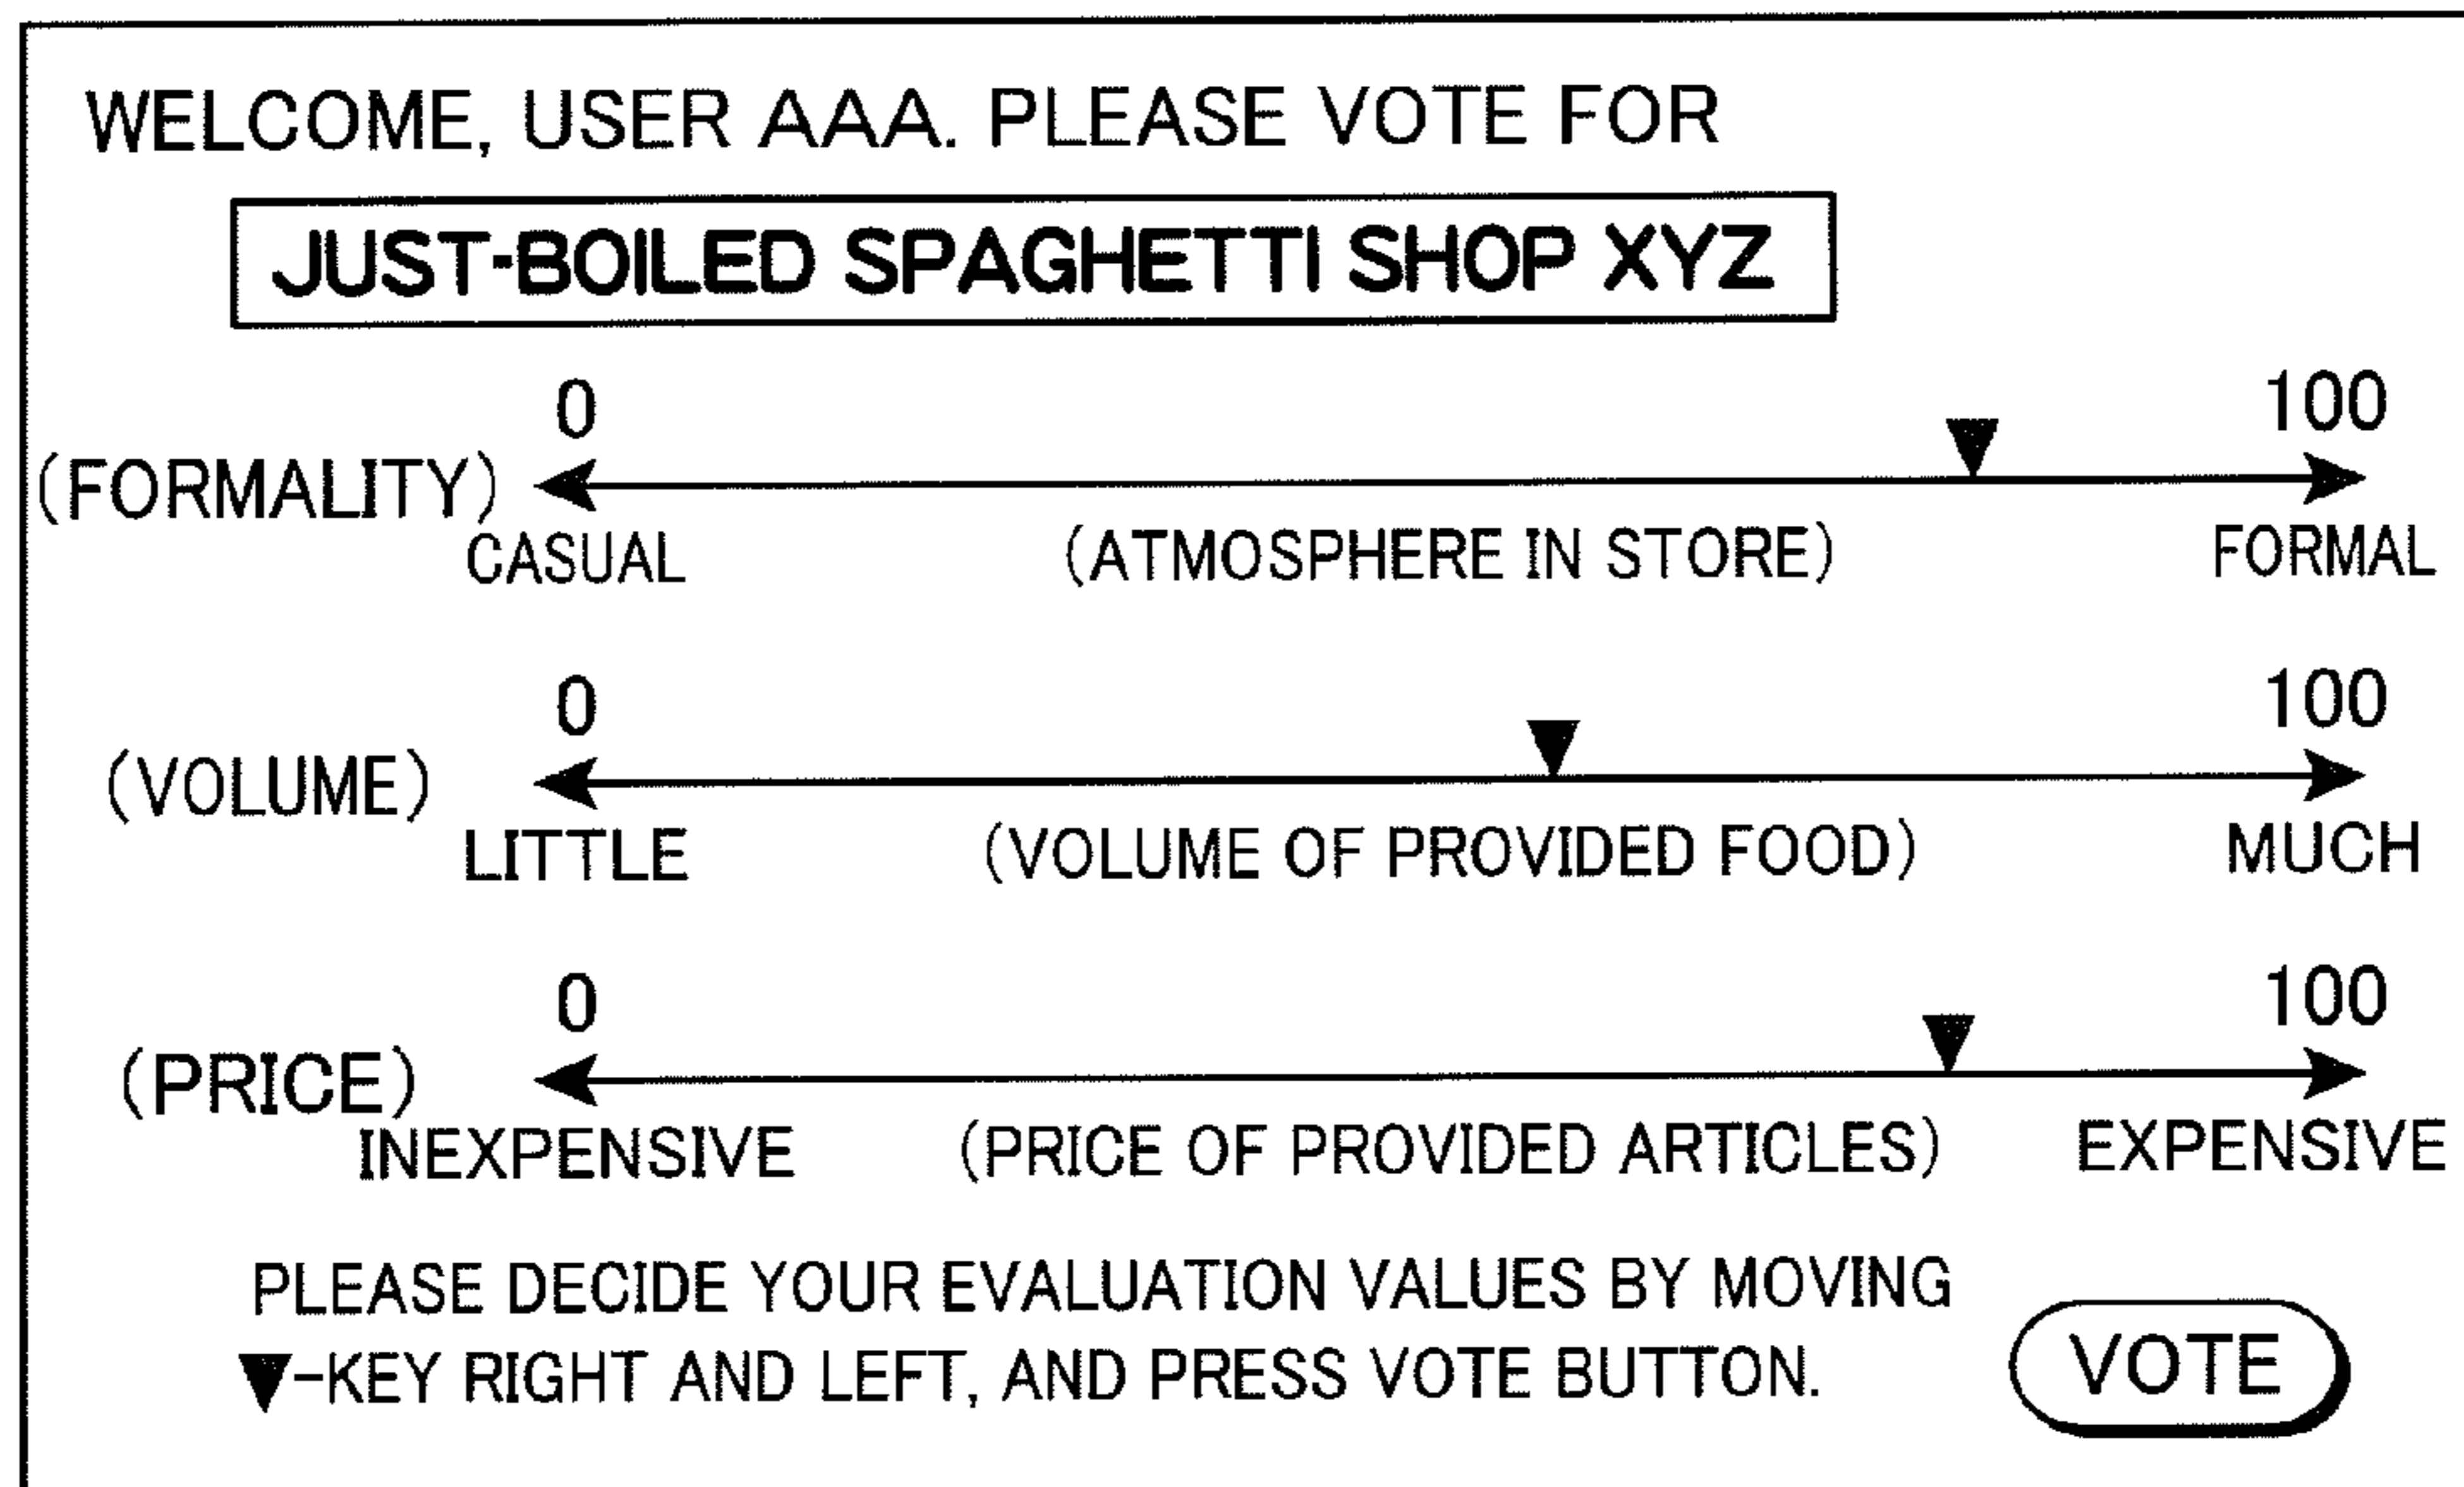 WELCOME, USER AAA. PLEASE VOTE FOR
JUST-BOILED SPAGHETTI SHOP XYZ
0 100
(FORMALITY)
CASUAL (ATMOSPHERE IN STORE) FORMAL
0 100
(VOLUME)
LITTLE (VOLUME OF PROVIDED FOOD) MUCH
0 100
(PRICE)
INEXPENSIVE (PRICE OF PROVIDED ARTICLES) EXPENSIVE
PLEASE DECIDE YOUR EVALUATION VALUES BY MOVING
▼-KEY RIGHT AND LEFT, AND PRESS VOTE BUTTON.
VOTE